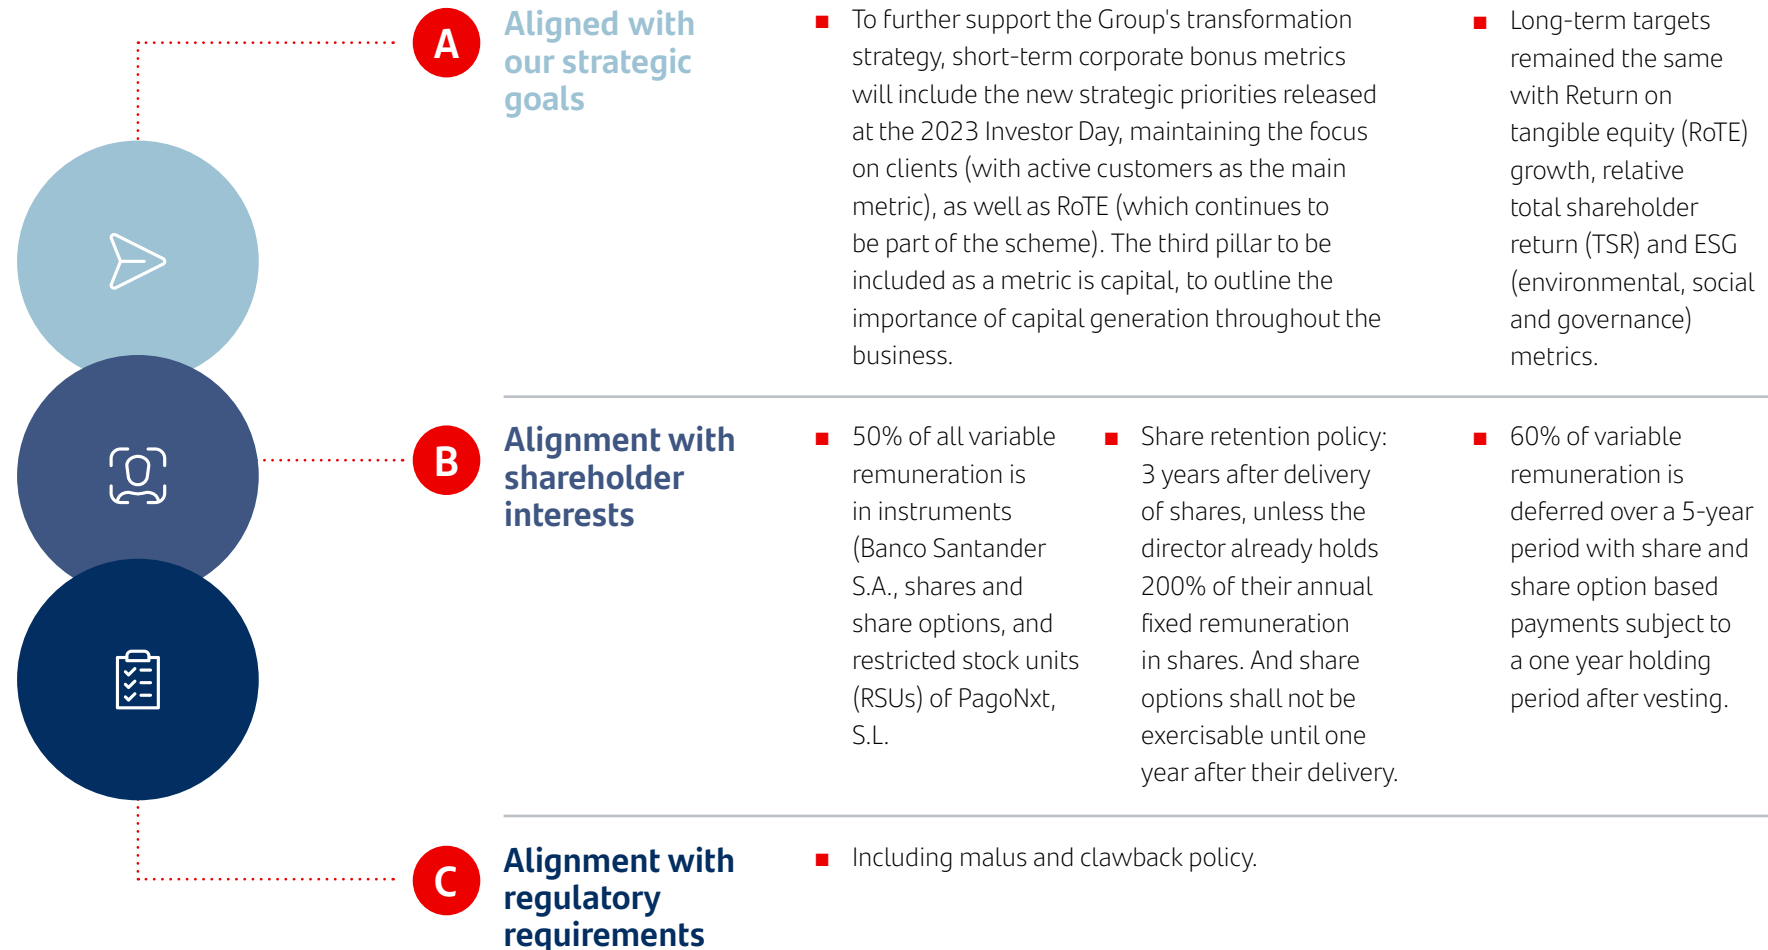 A
Aligned with
our strategic
goals
■ To further support the Group's transformation
strategy, short-term corporate bonus metrics
will include the new strategic priorities released
at the 2023 Investor Day, maintaining the focus
on clients (with active customers as the main
metric), as well as RoTE (which continues to
be part of the scheme). The third pillar to be
included as a metric is capital, to outline the
importance of capital generation throughout the
business.
■ Long-term targets
remained the same
with Return on
tangible equity (RoTE)
growth, relative
total shareholder
return (TSR) and ESG
(environmental, social
and governance)
metrics.
B
Alignment with
shareholder
interests
■ 50% of all variable
remuneration is
in instruments
(Banco Santander
S.A., shares and
share options, and
restricted stock units
(RSUs) of PagoNxt,
S.L.
■ Share retention policy:
3 years after delivery
of shares, unless the
director already holds
200% of their annual
fixed remuneration
in shares. And share
options shall not be
exercisable until one
year after their delivery.
■ 60% of variable
remuneration is
deferred over a 5-year
period with share and
share option based
payments subject to
a one year holding
period after vesting.
C
Alignment with
regulatory
requirements
■ Including malus and clawback policy.